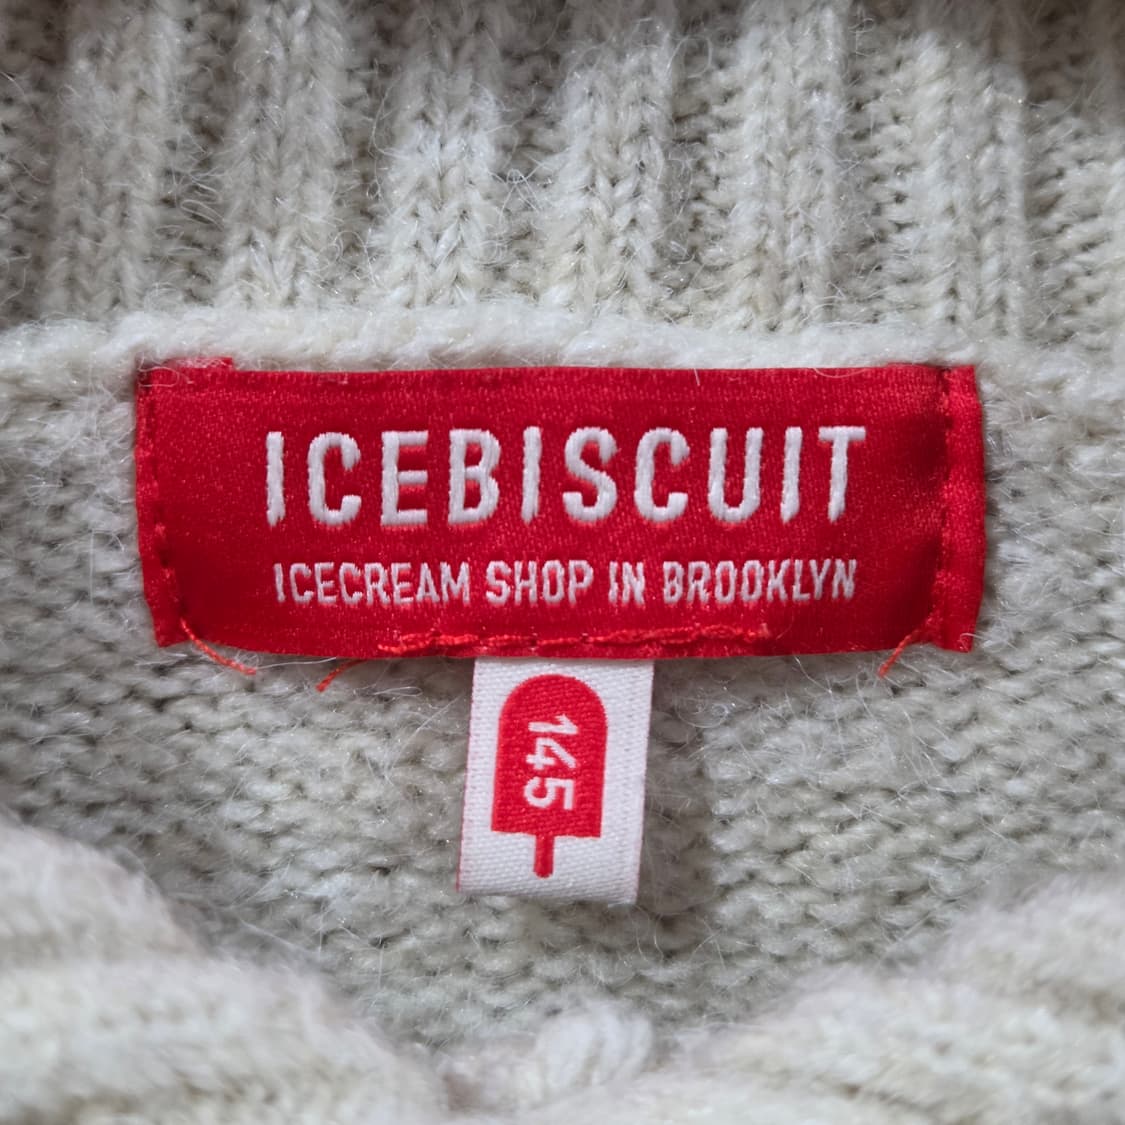 ICEBISCUIT
ICECREAM SHOP IN BROOKLYN
145